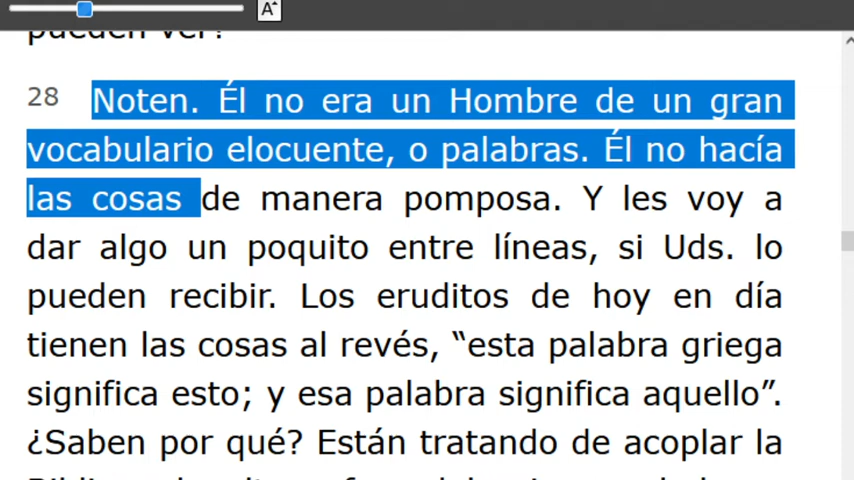 A
pueden ver?
28 Noten. Él no era un Hombre de un gran
vocabulario elocuente, o palabras. Él no hacía
las cosas de manera pomposa. Y les voy a
dar algo un poquito entre líneas, si Uds. lo
pueden recibir. Los eruditos de hoy en día
tienen las cosas al revés, “esta palabra griega
significa esto; y esa palabra significa aquello”.
¿Saben por qué? Están tratando de acoplar la